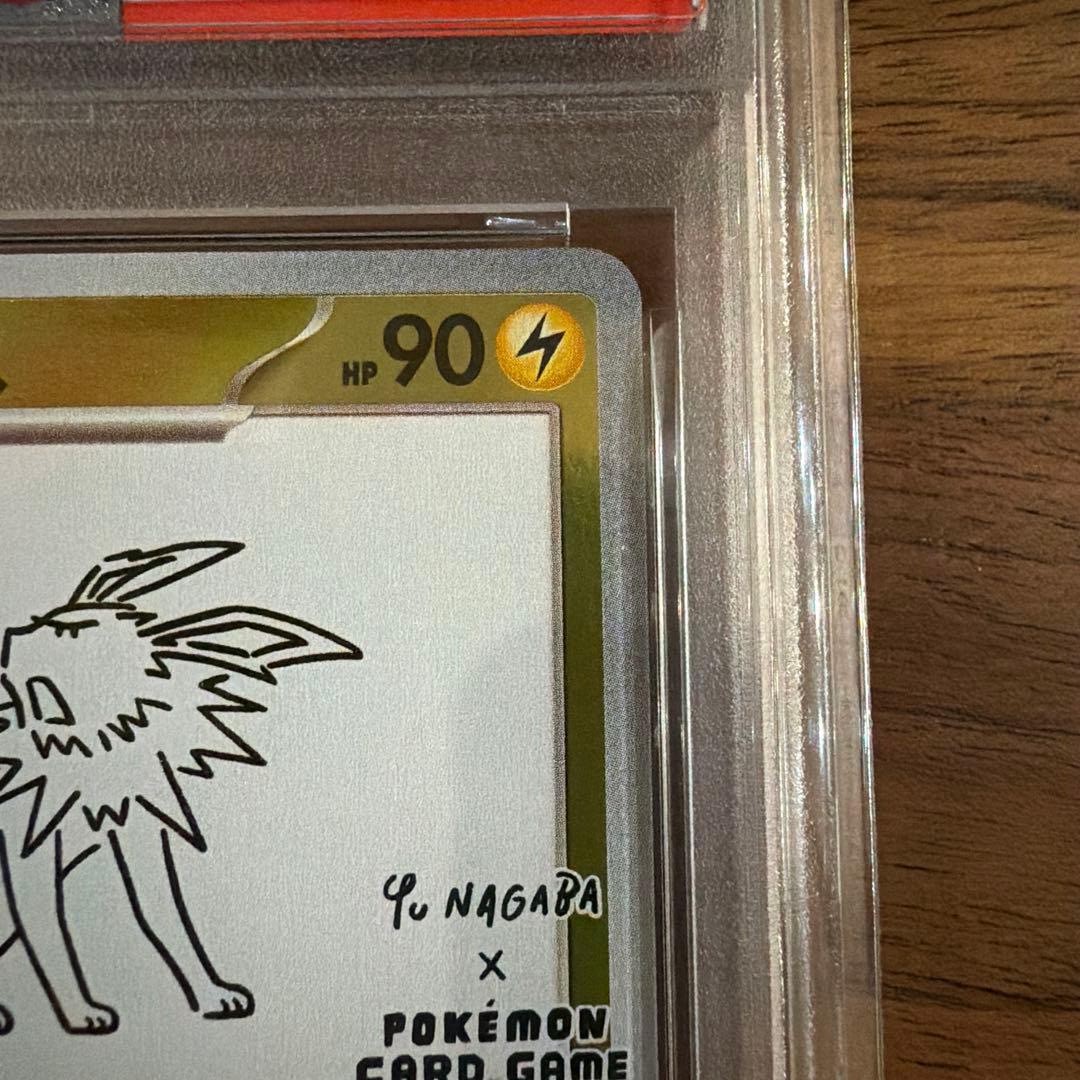 HP 90
Yu NAGABA
×
POKÉMON
CARD GAME